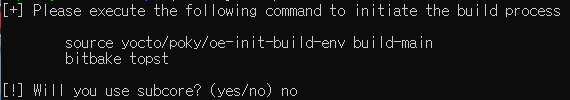 [+] Please execute the following command to initiate the build process
source yocto/poky/oe-init-build-env build-main
bitbake topst
[!] Will you use subcore? (yes/no) no